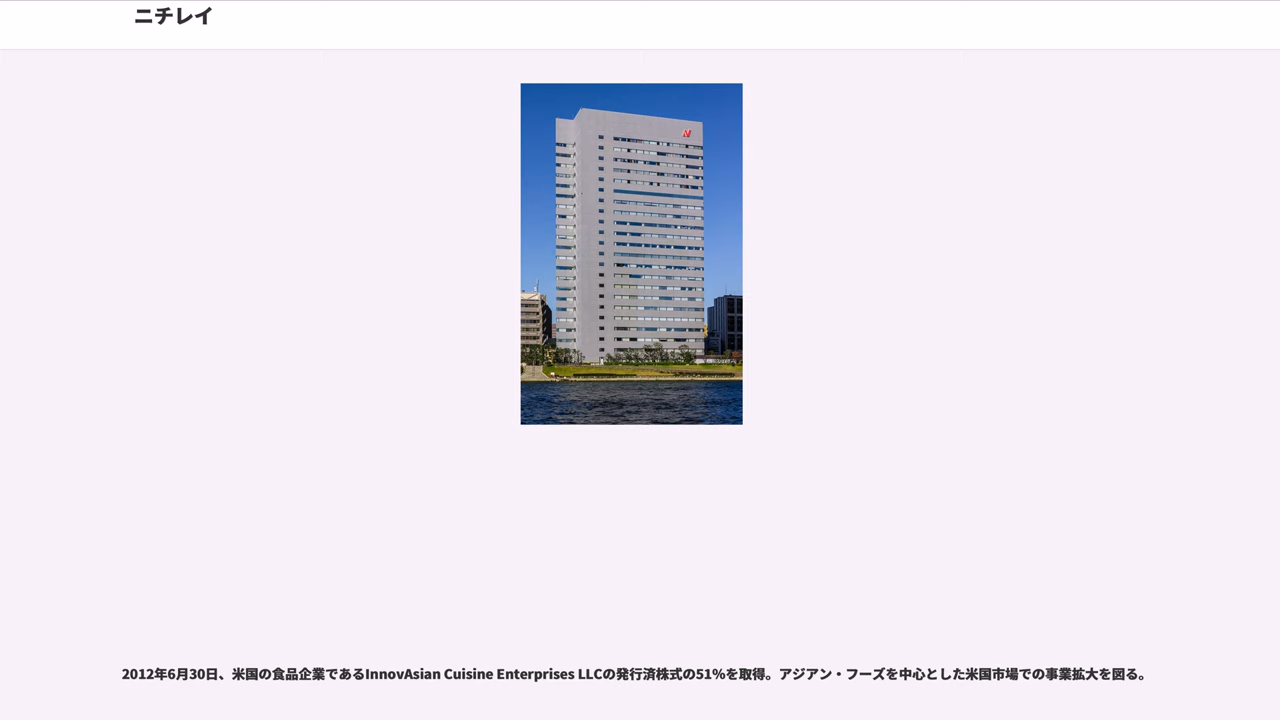 ニチレイ
2012年6月30日、米国の食品企業であるInnovAsian Cuisine Enterprises LLCの発行済株式の51%を取得。アジアン・フーズを中心とした米国市場での事業拡大を図る。